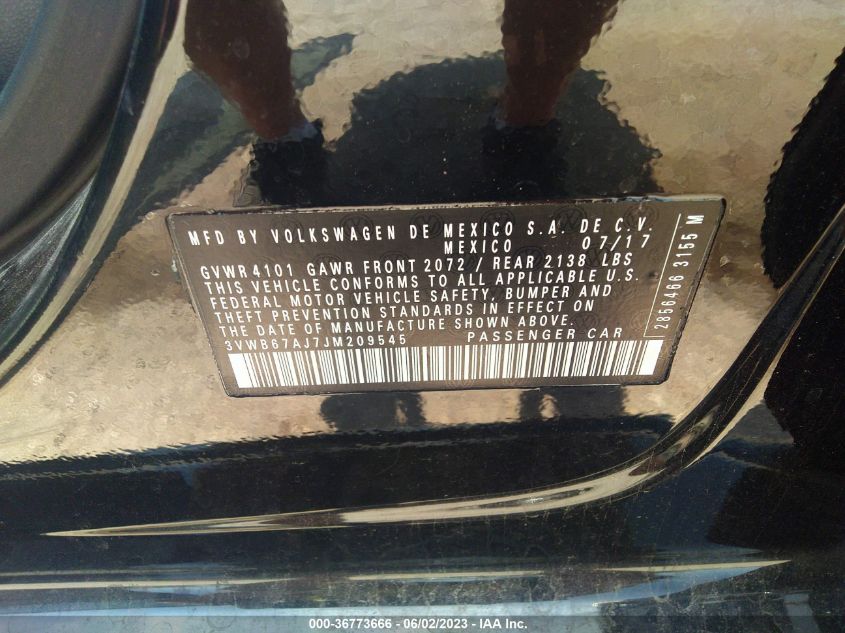 MFD BY VOLKSWAGEN DE MEXICO S.A. DE C.V.
MEXICO 07/17
GVWR 4101 GAWR FRONT 2072 / REAR 2138 LBS
THIS VEHICLE CONFORMS TO ALL APPLICABLE U.S.
FEDERAL MOTOR VEHICLE SAFETY, BUMPER AND
THEFT PREVENTION STANDARDS IN EFFECT ON
THE DATE OF MANUFACTURE SHOWN ABOVE.
3VWB67AJ7JM209545 PASSENGER CAR
2856466 3155 M
000-36773666 - 06/02/2023 - IAA Inc.